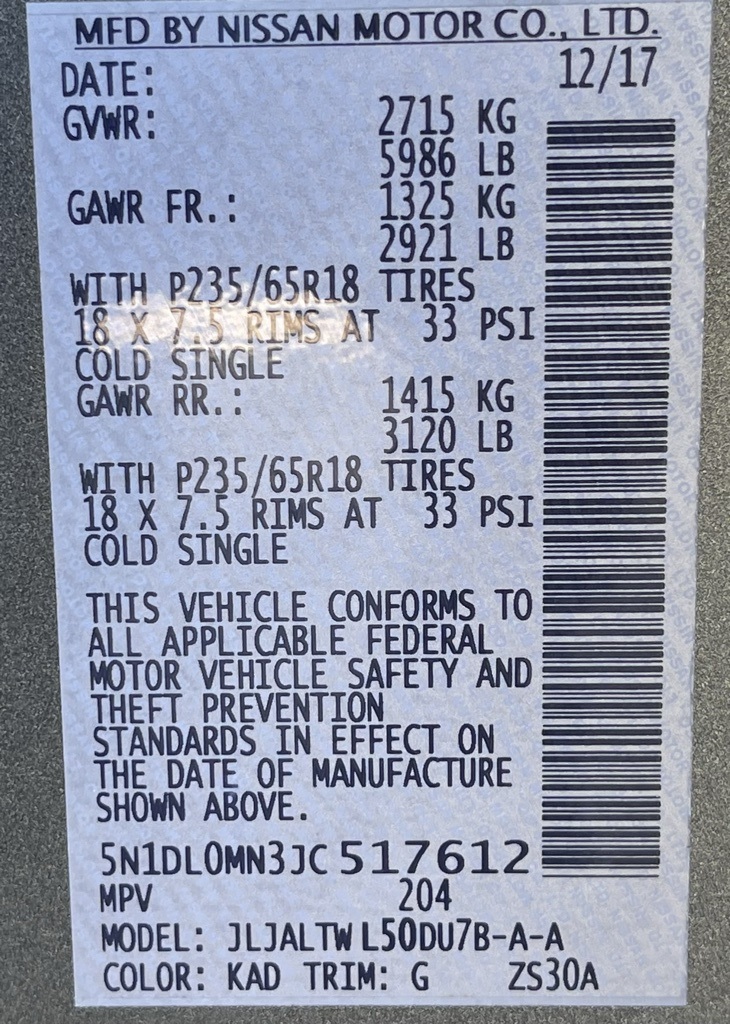 MFD BY NISSAN MOTOR CO., LTD.
DATE: 12/17
GVWR: 2715 KG
5986 LB
GAWR FR.: 1325 KG
2921 LB
WITH P235/65R18 TIRES
18 X 7.5 RIMS AT 33 PSI
COLD SINGLE
GAWR RR.: 1415 KG
3120 LB
WITH P235/65R18 TIRES
18 X 7.5 RIMS AT 33 PSI
COLD SINGLE
THIS VEHICLE CONFORMS TO
ALL APPLICABLE FEDERAL
MOTOR VEHICLE SAFETY AND
THEFT PREVENTION
STANDARDS IN EFFECT ON
THE DATE OF MANUFACTURE
SHOWN ABOVE.
5N1DL0MN3JC 517612
MPV 204
MODEL: JLJALTW L50DU7B-A-A
COLOR: KAD TRIM: G ZS30A